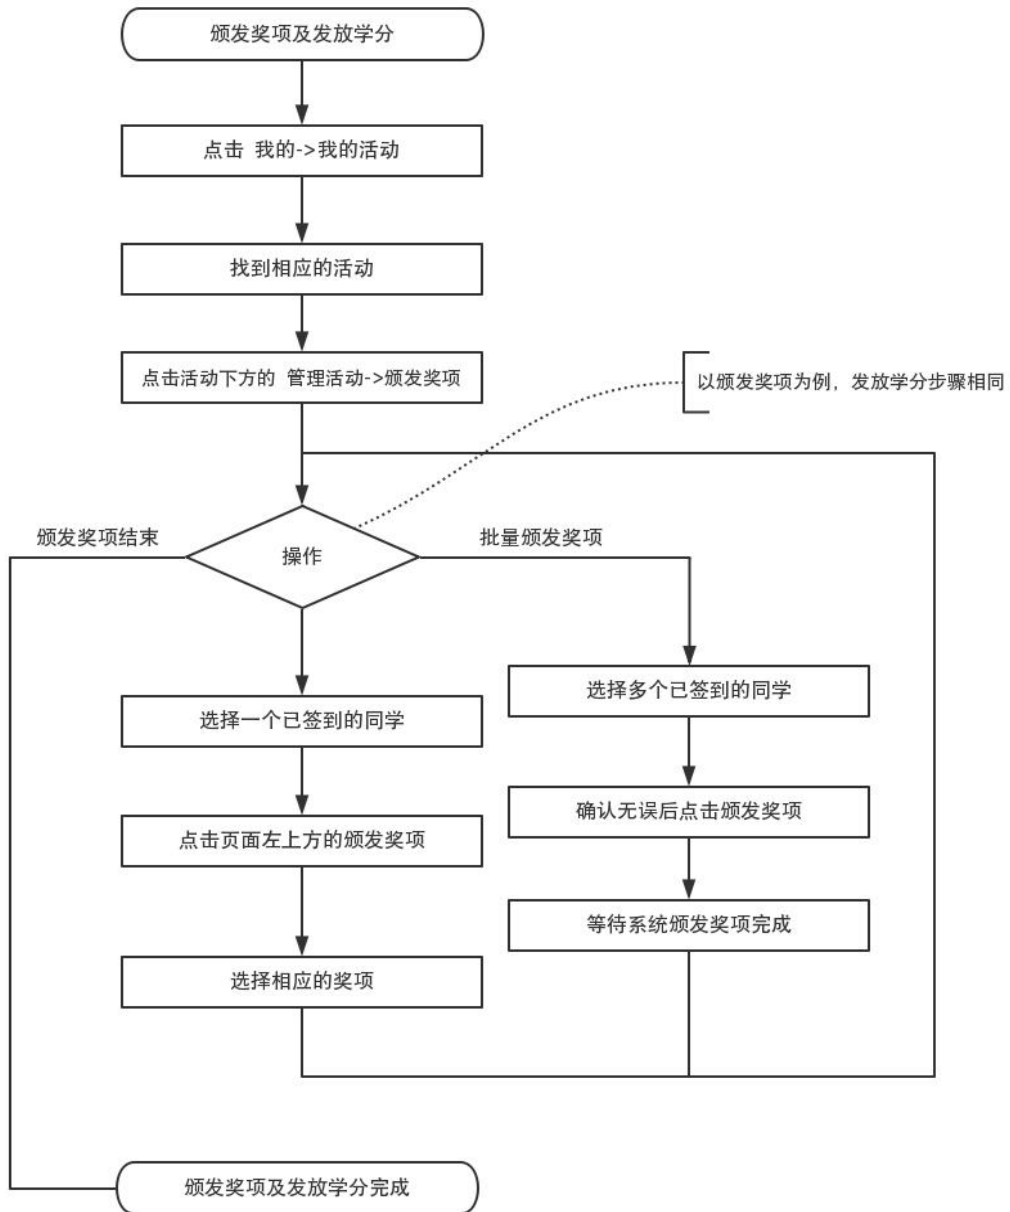 颁发奖项及发放学分
点击 我的->我的活动
找到相应的活动
点击活动下方的 管理活动->颁发奖项
以颁发奖项为例，发放学分步骤相同
颁发奖项结束
操作
批量颁发奖项
选择一个已签到的同学
点击页面左上方的颁发奖项
选择相应的奖项
选择多个已签到的同学
确认无误后点击颁发奖项
等待系统颁发奖项完成
颁发奖项及发放学分完成